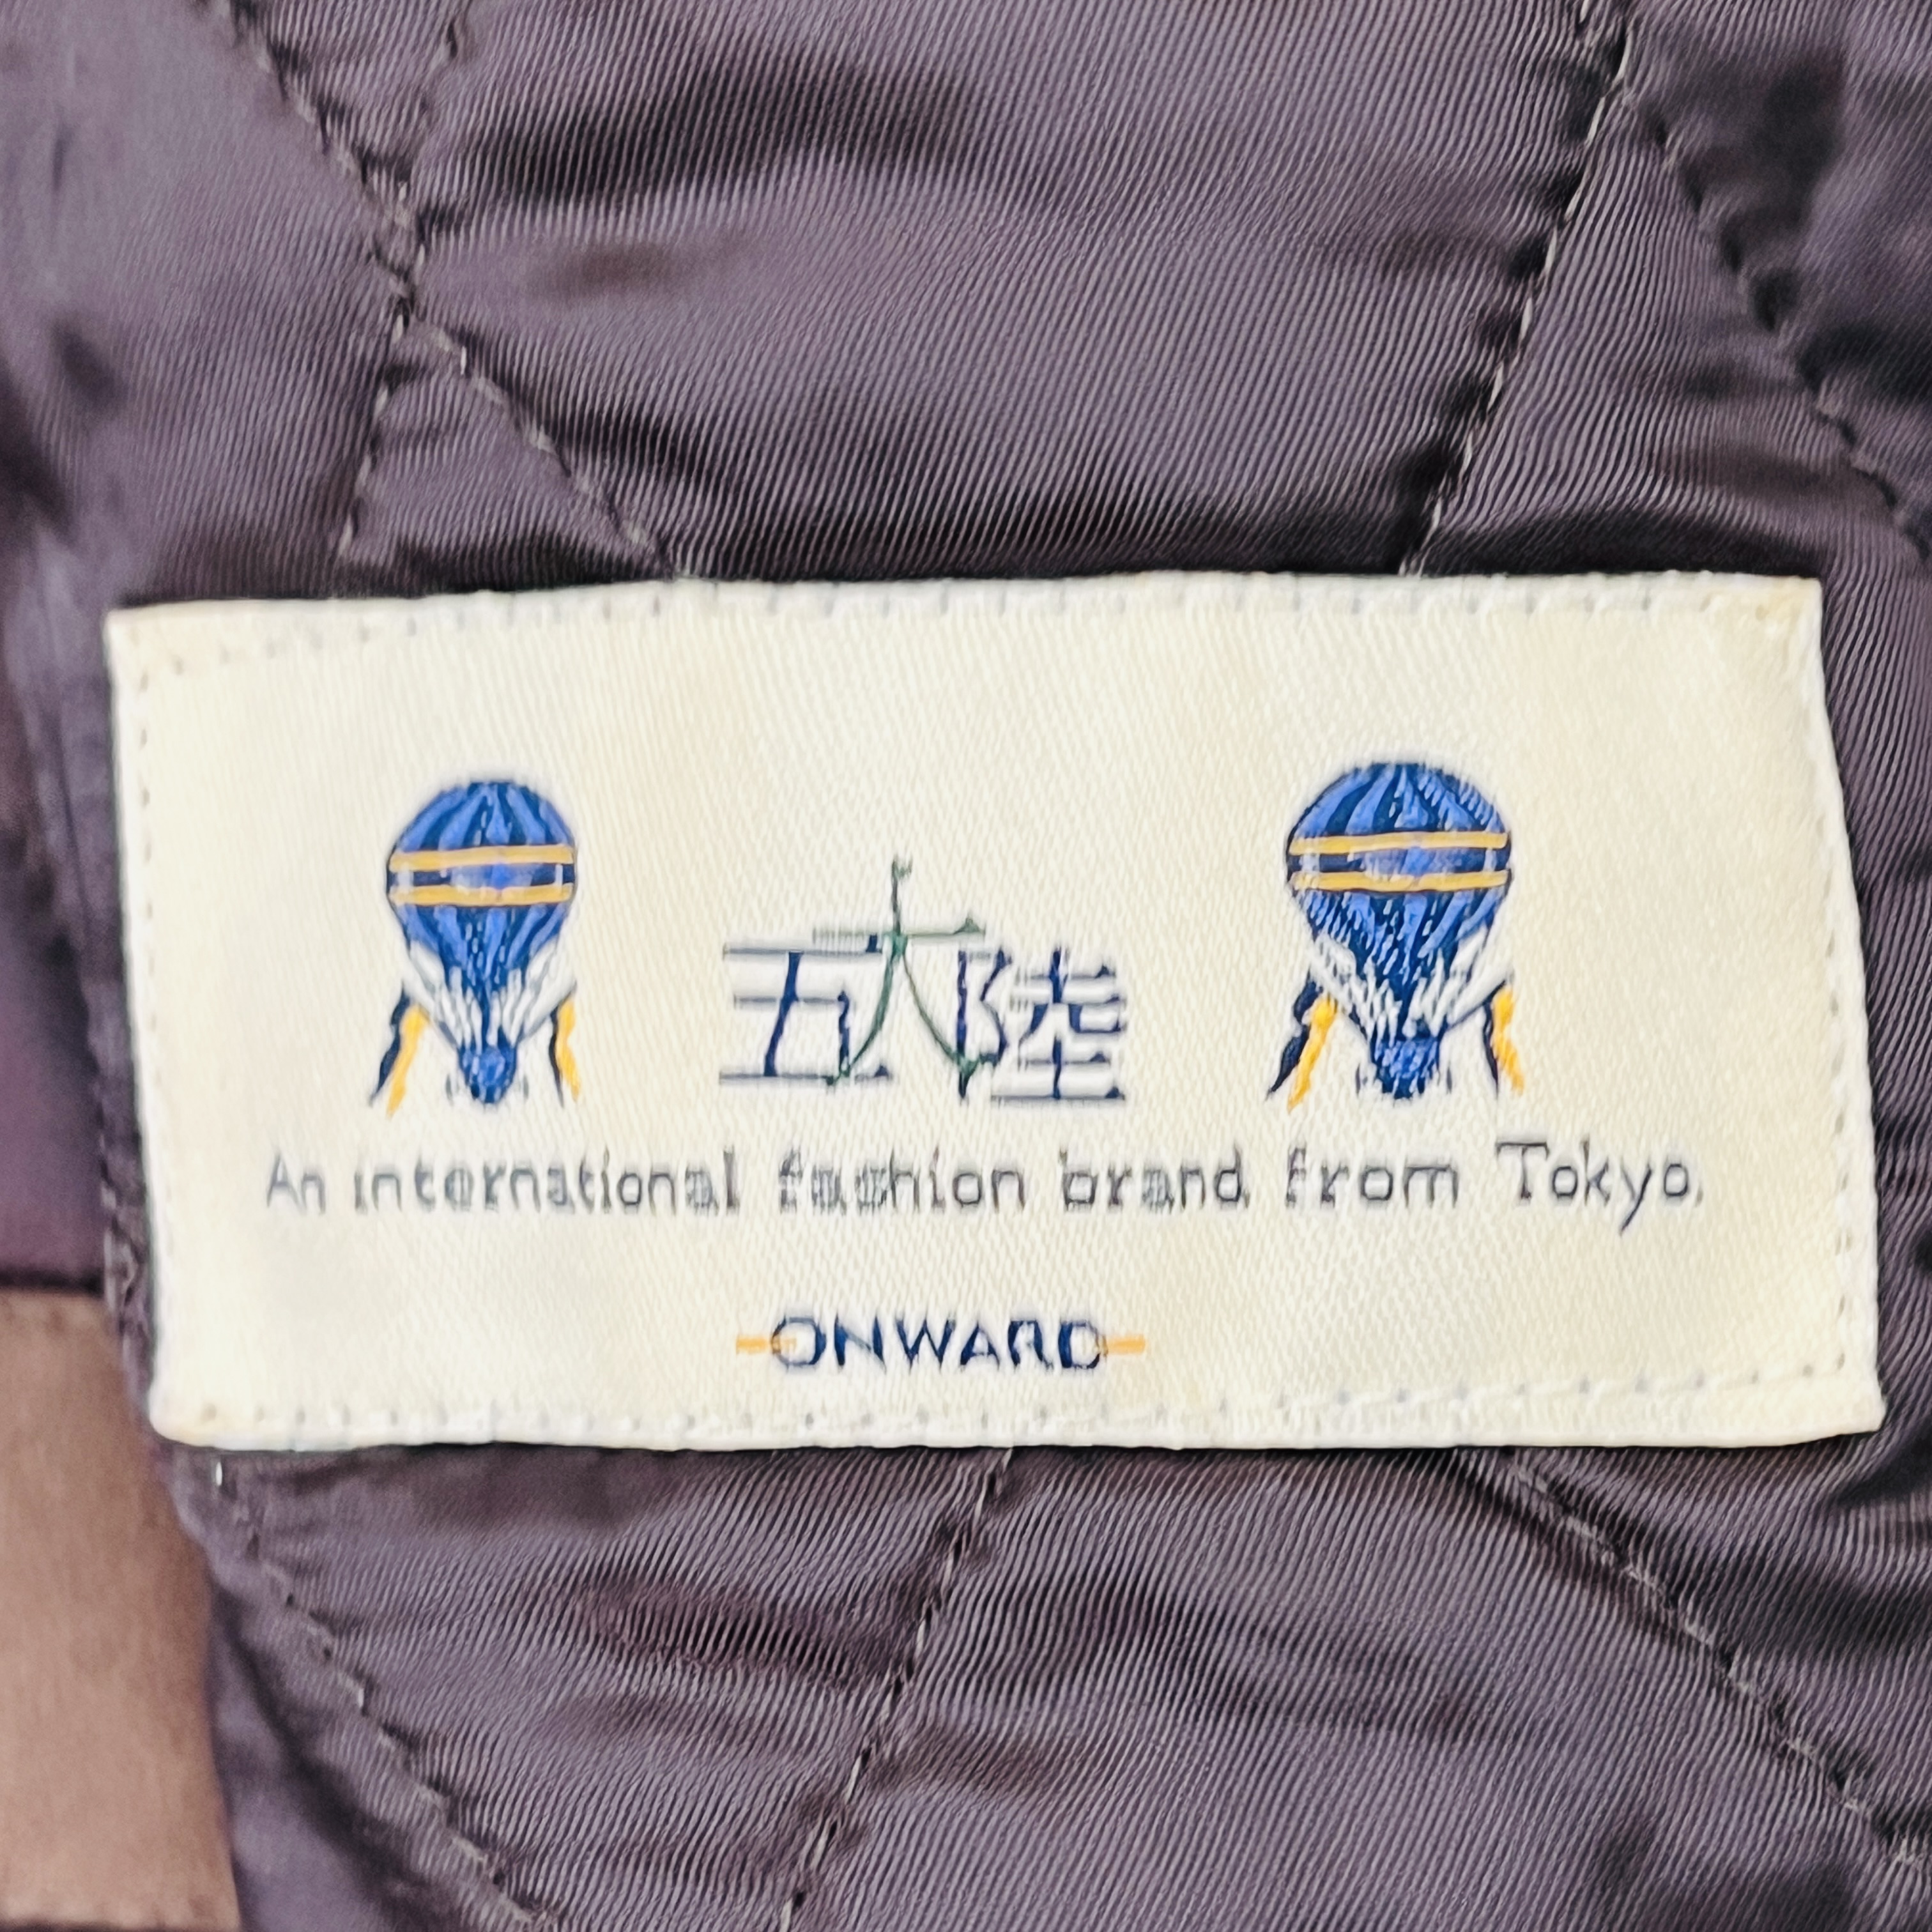 五大陸
An international fashion brand from Tokyo.
ONWARD